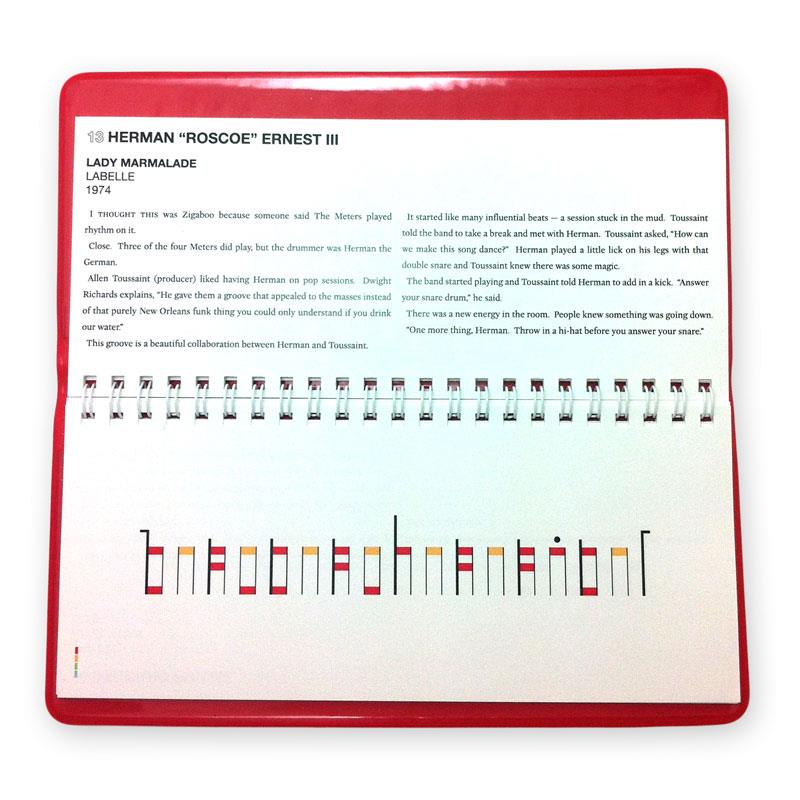 13 HERMAN “ROSCOE” ERNEST III
LADY MARMALADE
LABELLE
1974
I THOUGHT THIS was Zigaboo because someone said The Meters played
rhythm on it.
Close. Three of the four Meters did play, but the drummer was Herman the
German.
Allen Toussaint (producer) liked having Herman on pop sessions. Dwight
Richards explains, “He gave them a groove that appealed to the masses instead
of that purely New Orleans funk thing you could only understand if you drink
our water.”
This groove is a beautiful collaboration between Herman and Toussaint.
It started like many influential beats — a session stuck in the mud. Toussaint
told the band to take a break and met with Herman. Toussaint asked, “How can
we make this song dance?” Herman played a little lick on his legs with that
double snare and Toussaint knew there was some magic.
The band started playing and Toussaint told Herman to add in a kick. “Answer
your snare drum,” he said.
There was a new energy in the room. People knew something was going down.
“One more thing, Herman. Throw in a hi-hat before you answer your snare.”